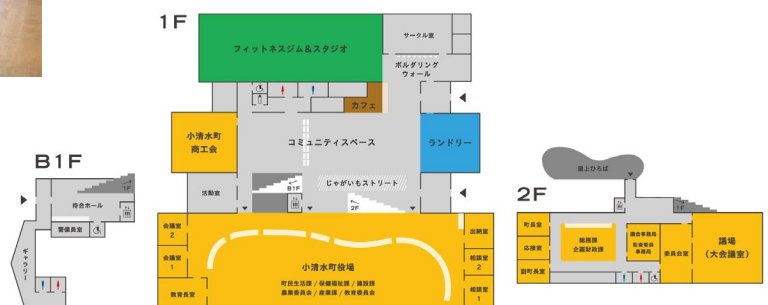 1F
フィットネスジム&スタジオ
サークル室
ボルダリング
ウォール
カフェ
小清水町
商工会
コミュニティスペース
ランドリー
活動室
B1F
じゃがいもストリート
2F
会議室
2
会議室
1
教育長室
小清水町役場
町民生活課 / 保健福祉課 / 建設課
農業委員会 / 産業課 / 教育委員会
出納室
相談室
2
相談室
1
B1F
1F
待合ホール
警備員室
ギャラリー
2F
屋上ひろば
1F
町長室
応接室
副町長室
総務課
企画財政課
議会事務局
監査委員
事務局
委員会室
議場
(大会議室)